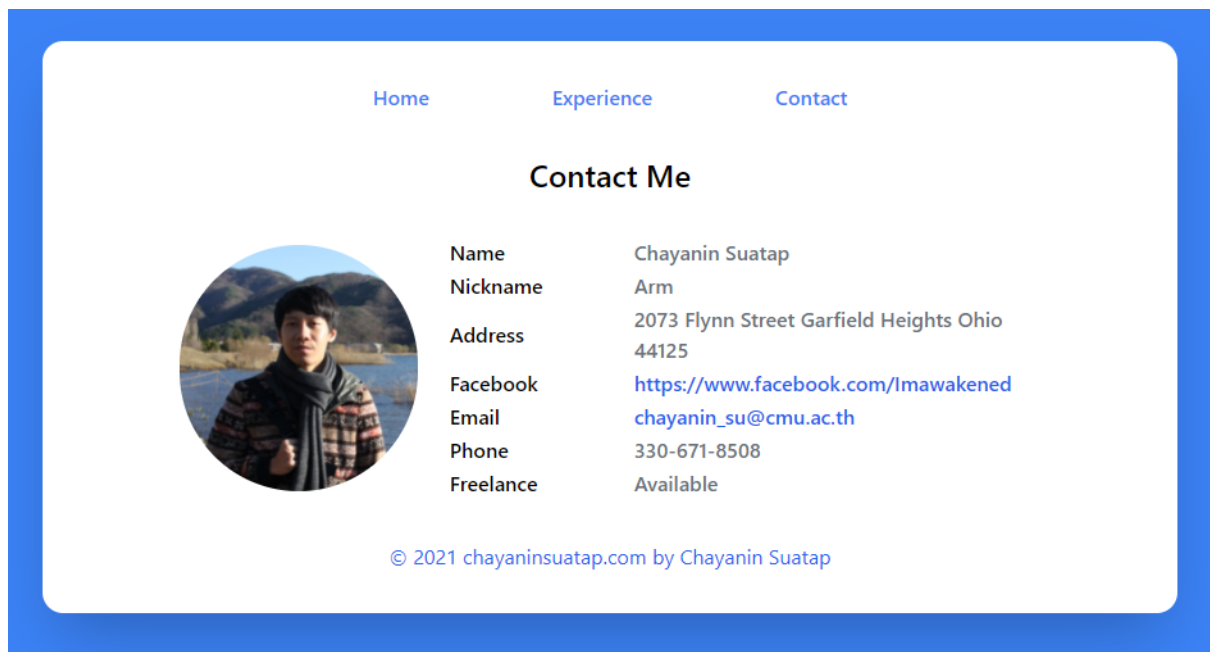 Home Experience Contact
Contact Me
Name Chayanin Suatap
Nickname Arm
Address 2073 Flynn Street Garfield Heights Ohio
44125
Facebook https://www.facebook.com/Imawakened
Email chayanin_su@cmu.ac.th
Phone 330-671-8508
Freelance Available
© 2021 chayaninsuatap.com by Chayanin Suatap